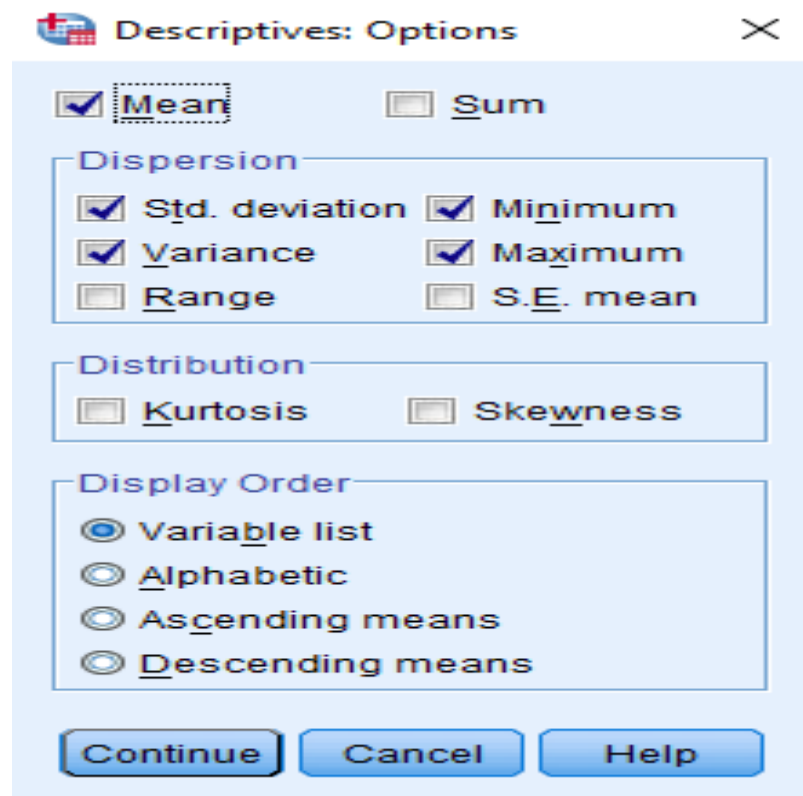 Descriptives: Options
Mean Sum
Dispersion
Std. deviation Minimum
Variance Maximum
Range S.E. mean
Distribution
Kurtosis Skewness
Display Order
Variable list
Alphabetic
Ascending means
Descending means
Continue Cancel Help